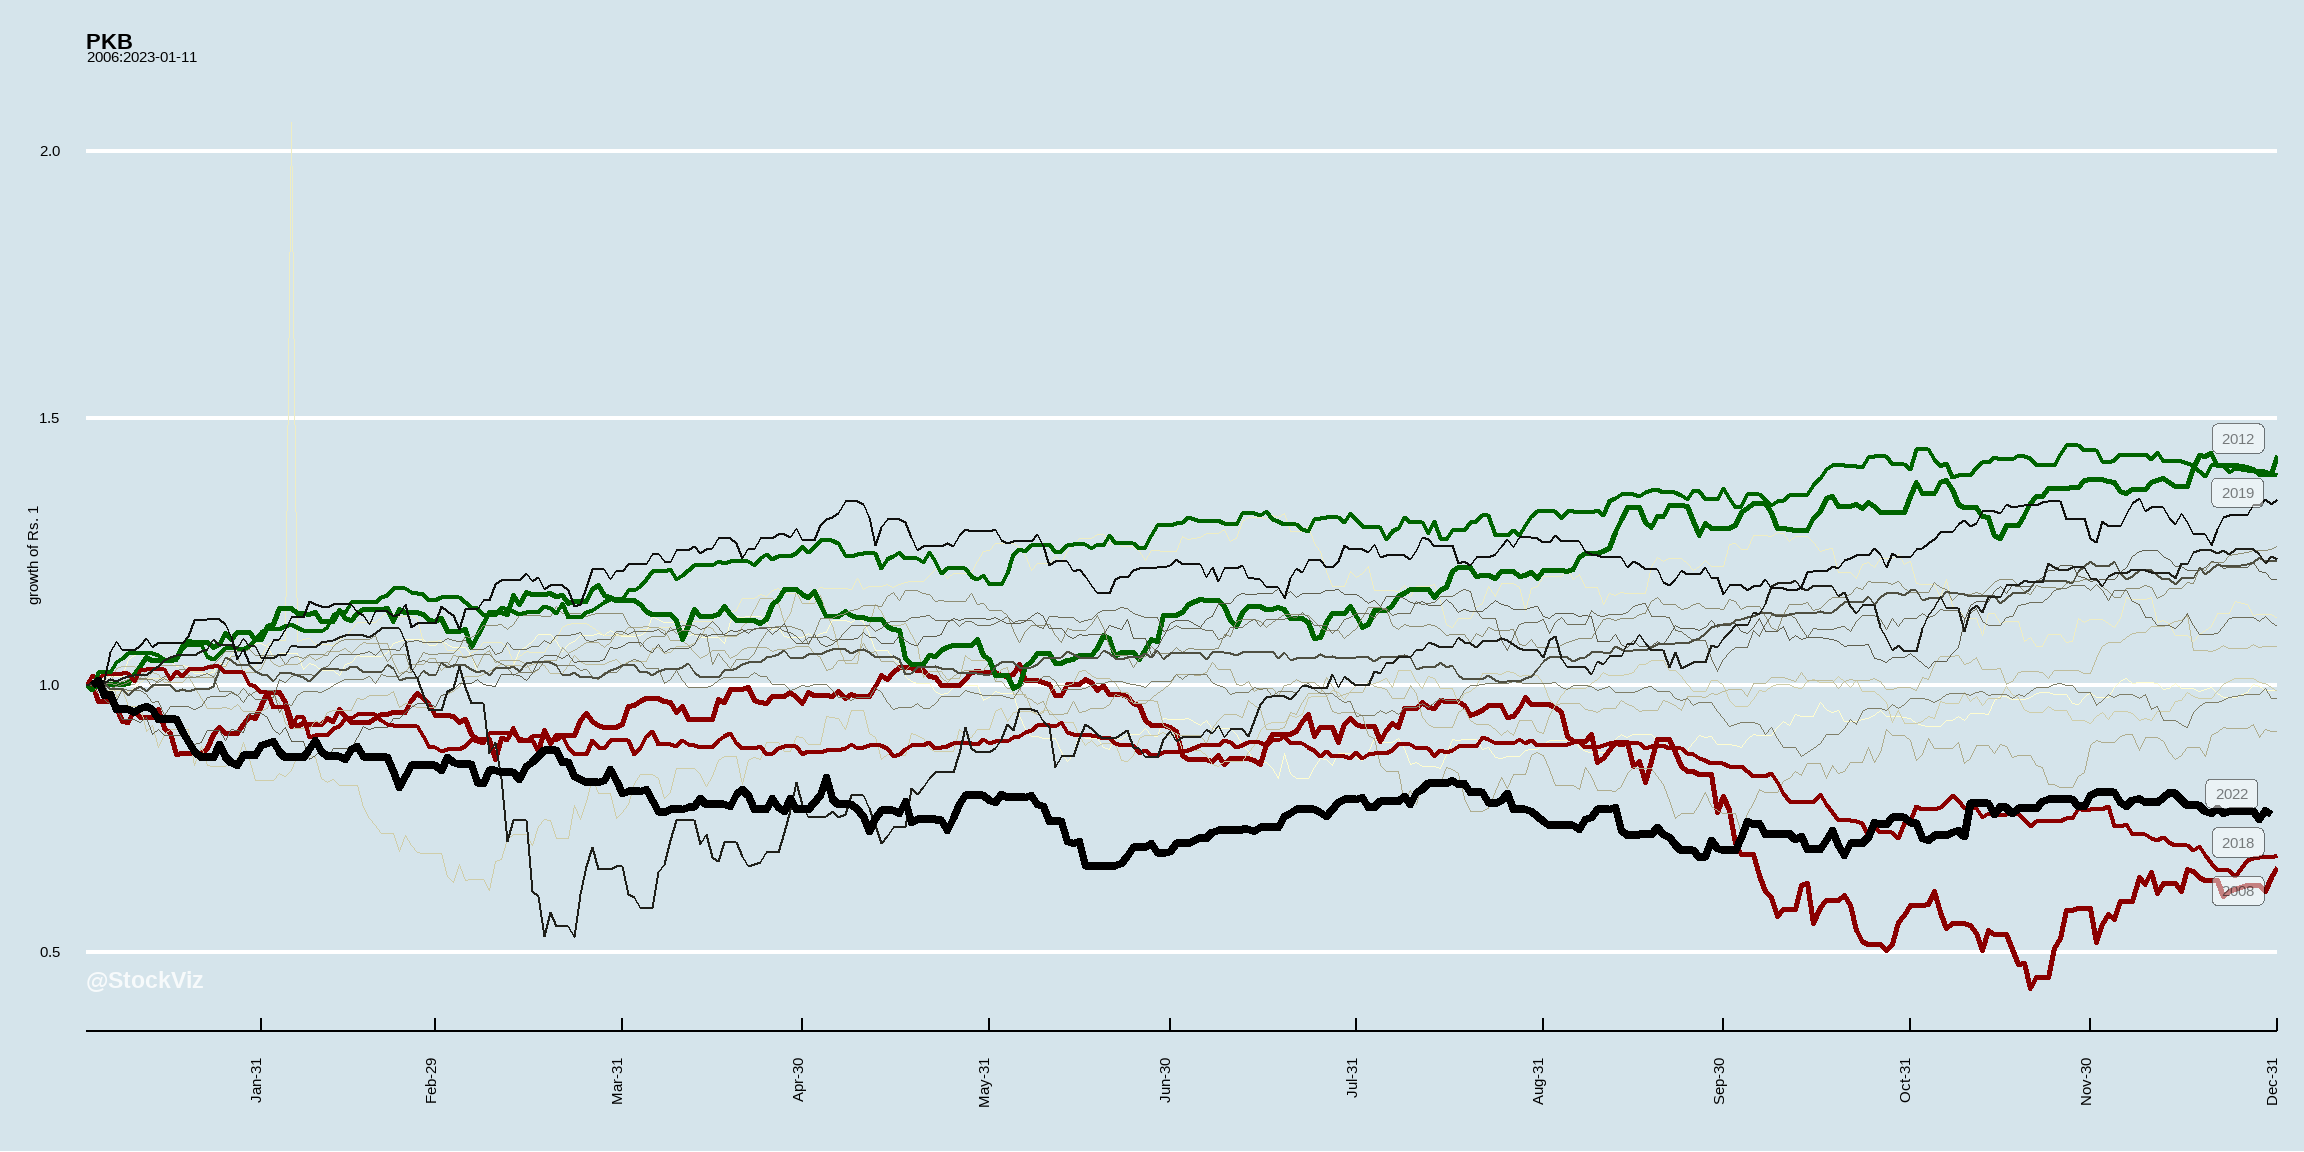 PKB
2006:2023-01-11
2.0
1.5
1.0
0.5
growth of Rs. 1
2012
2019
2022
2018
2008
@StockViz
Jan-31
Feb-29
Mar-31
Apr-30
May-31
Jun-30
Jul-31
Aug-31
Sep-30
Oct-31
Nov-30
Dec-31